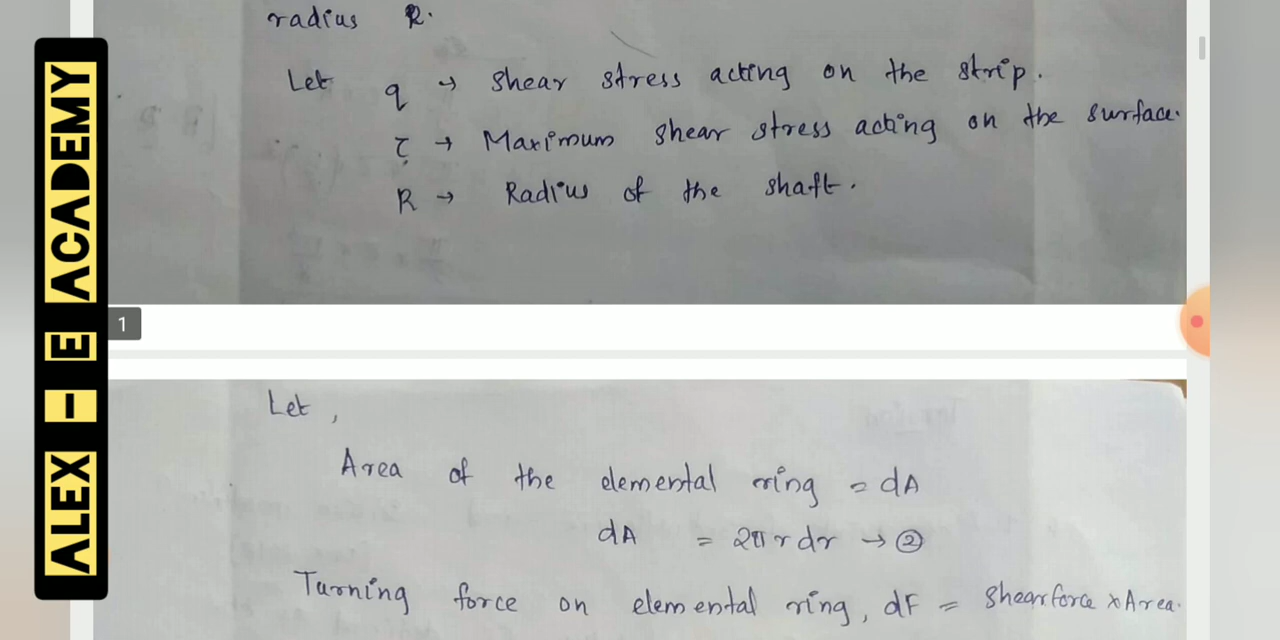 radius R.
Let q → shear stress acting on the strip.
τ → Maximum shear stress acting on the surface.
R → Radius of the shaft.
1
Let,
Area of the elemental ring = dA
dA = 2πr dr → ②
Turning force on elemental ring, dF = Shear force x Area.
ALEX - E ACADEMY